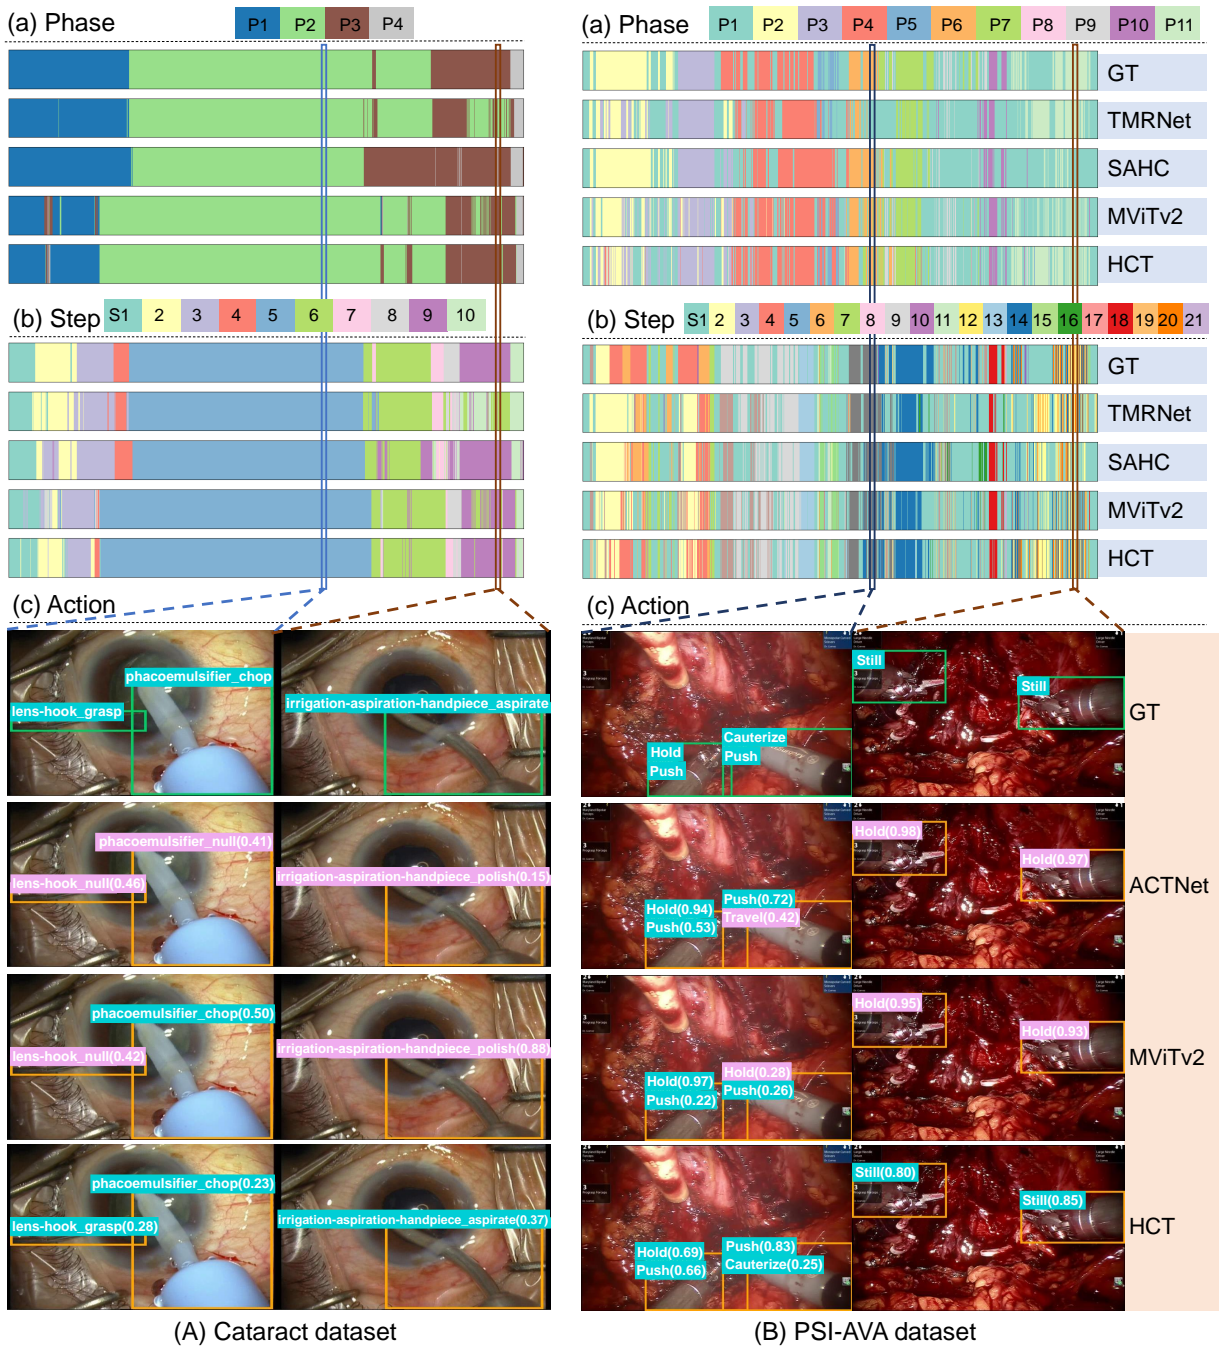 (a) Phase
P1 P2 P3 P4
(b) Step
S1 2 3 4 5 6 7 8 9 10
(c) Action
phacoemulsifier_chop
lens-hook_grasp
irrigation-aspiration-handpiece_aspirate
phacoemulsifier_null(0.41)
lens-hook_null(0.46)
irrigation-aspiration-handpiece_polish(0.15)
phacoemulsifier_chop(0.50)
lens-hook_null(0.42)
irrigation-aspiration-handpiece_polish(0.88)
phacoemulsifier_chop(0.23)
lens-hook_grasp(0.28)
irrigation-aspiration-handpiece_aspirate(0.37)
(A) Cataract dataset
(a) Phase
P1 P2 P3 P4 P5 P6 P7 P8 P9 P10 P11
GT
TMRNet
SAHC
MViTv2
HCT
(b) Step
S1 2 3 4 5 6 7 8 9 10 11 12 13 14 15 16 17 18 19 20 21
GT
TMRNet
SAHC
MViTv2
HCT
(c) Action
Hold
Push
Cauterize
Push
Still
Still
GT
Hold(0.94)
Push(0.53)
Push(0.72)
Travel(0.42)
Hold(0.98)
Hold(0.97)
ACTNet
Hold(0.97)
Push(0.22)
Hold(0.28)
Push(0.26)
Hold(0.95)
Hold(0.93)
MViTv2
Hold(0.69)
Push(0.66)
Push(0.83)
Cauterize(0.25)
Still(0.80)
Still(0.85)
HCT
(B) PSI-AVA dataset